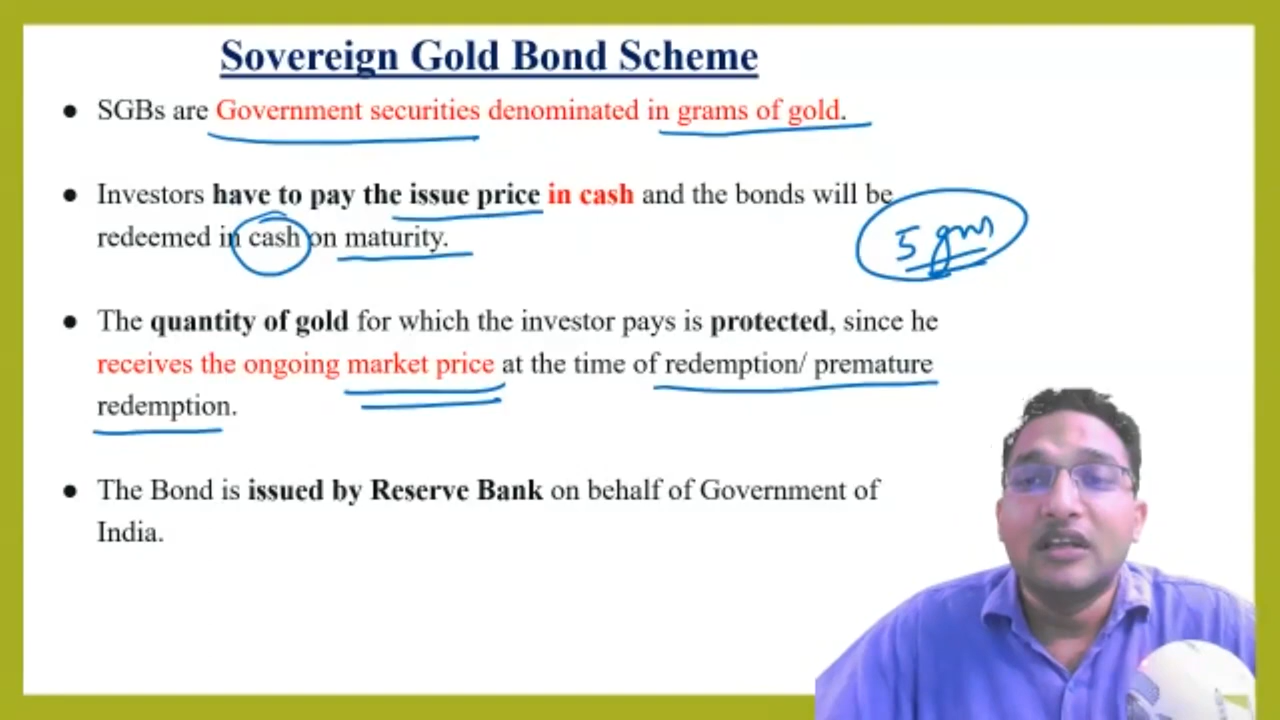 Sovereign Gold Bond Scheme
● SGBs are Government securities denominated in grams of gold.
● Investors have to pay the issue price in cash and the bonds will be
redeemed in cash on maturity.
5 gm
● The quantity of gold for which the investor pays is protected, since he
receives the ongoing market price at the time of redemption/ premature
redemption.
● The Bond is issued by Reserve Bank on behalf of Government of
India.